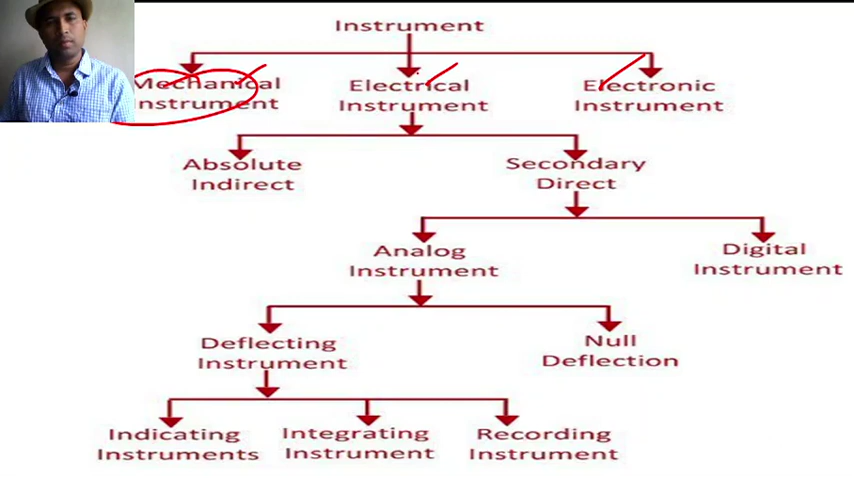 Instrument
Mechanical Electrical Electronic
Instrument Instrument Instrument
Absolute Secondary
Indirect Direct
Analog Digital
Instrument Instrument
Deflecting Null
Instrument Deflection
Indicating Integrating Recording
Instruments Instrument Instrument